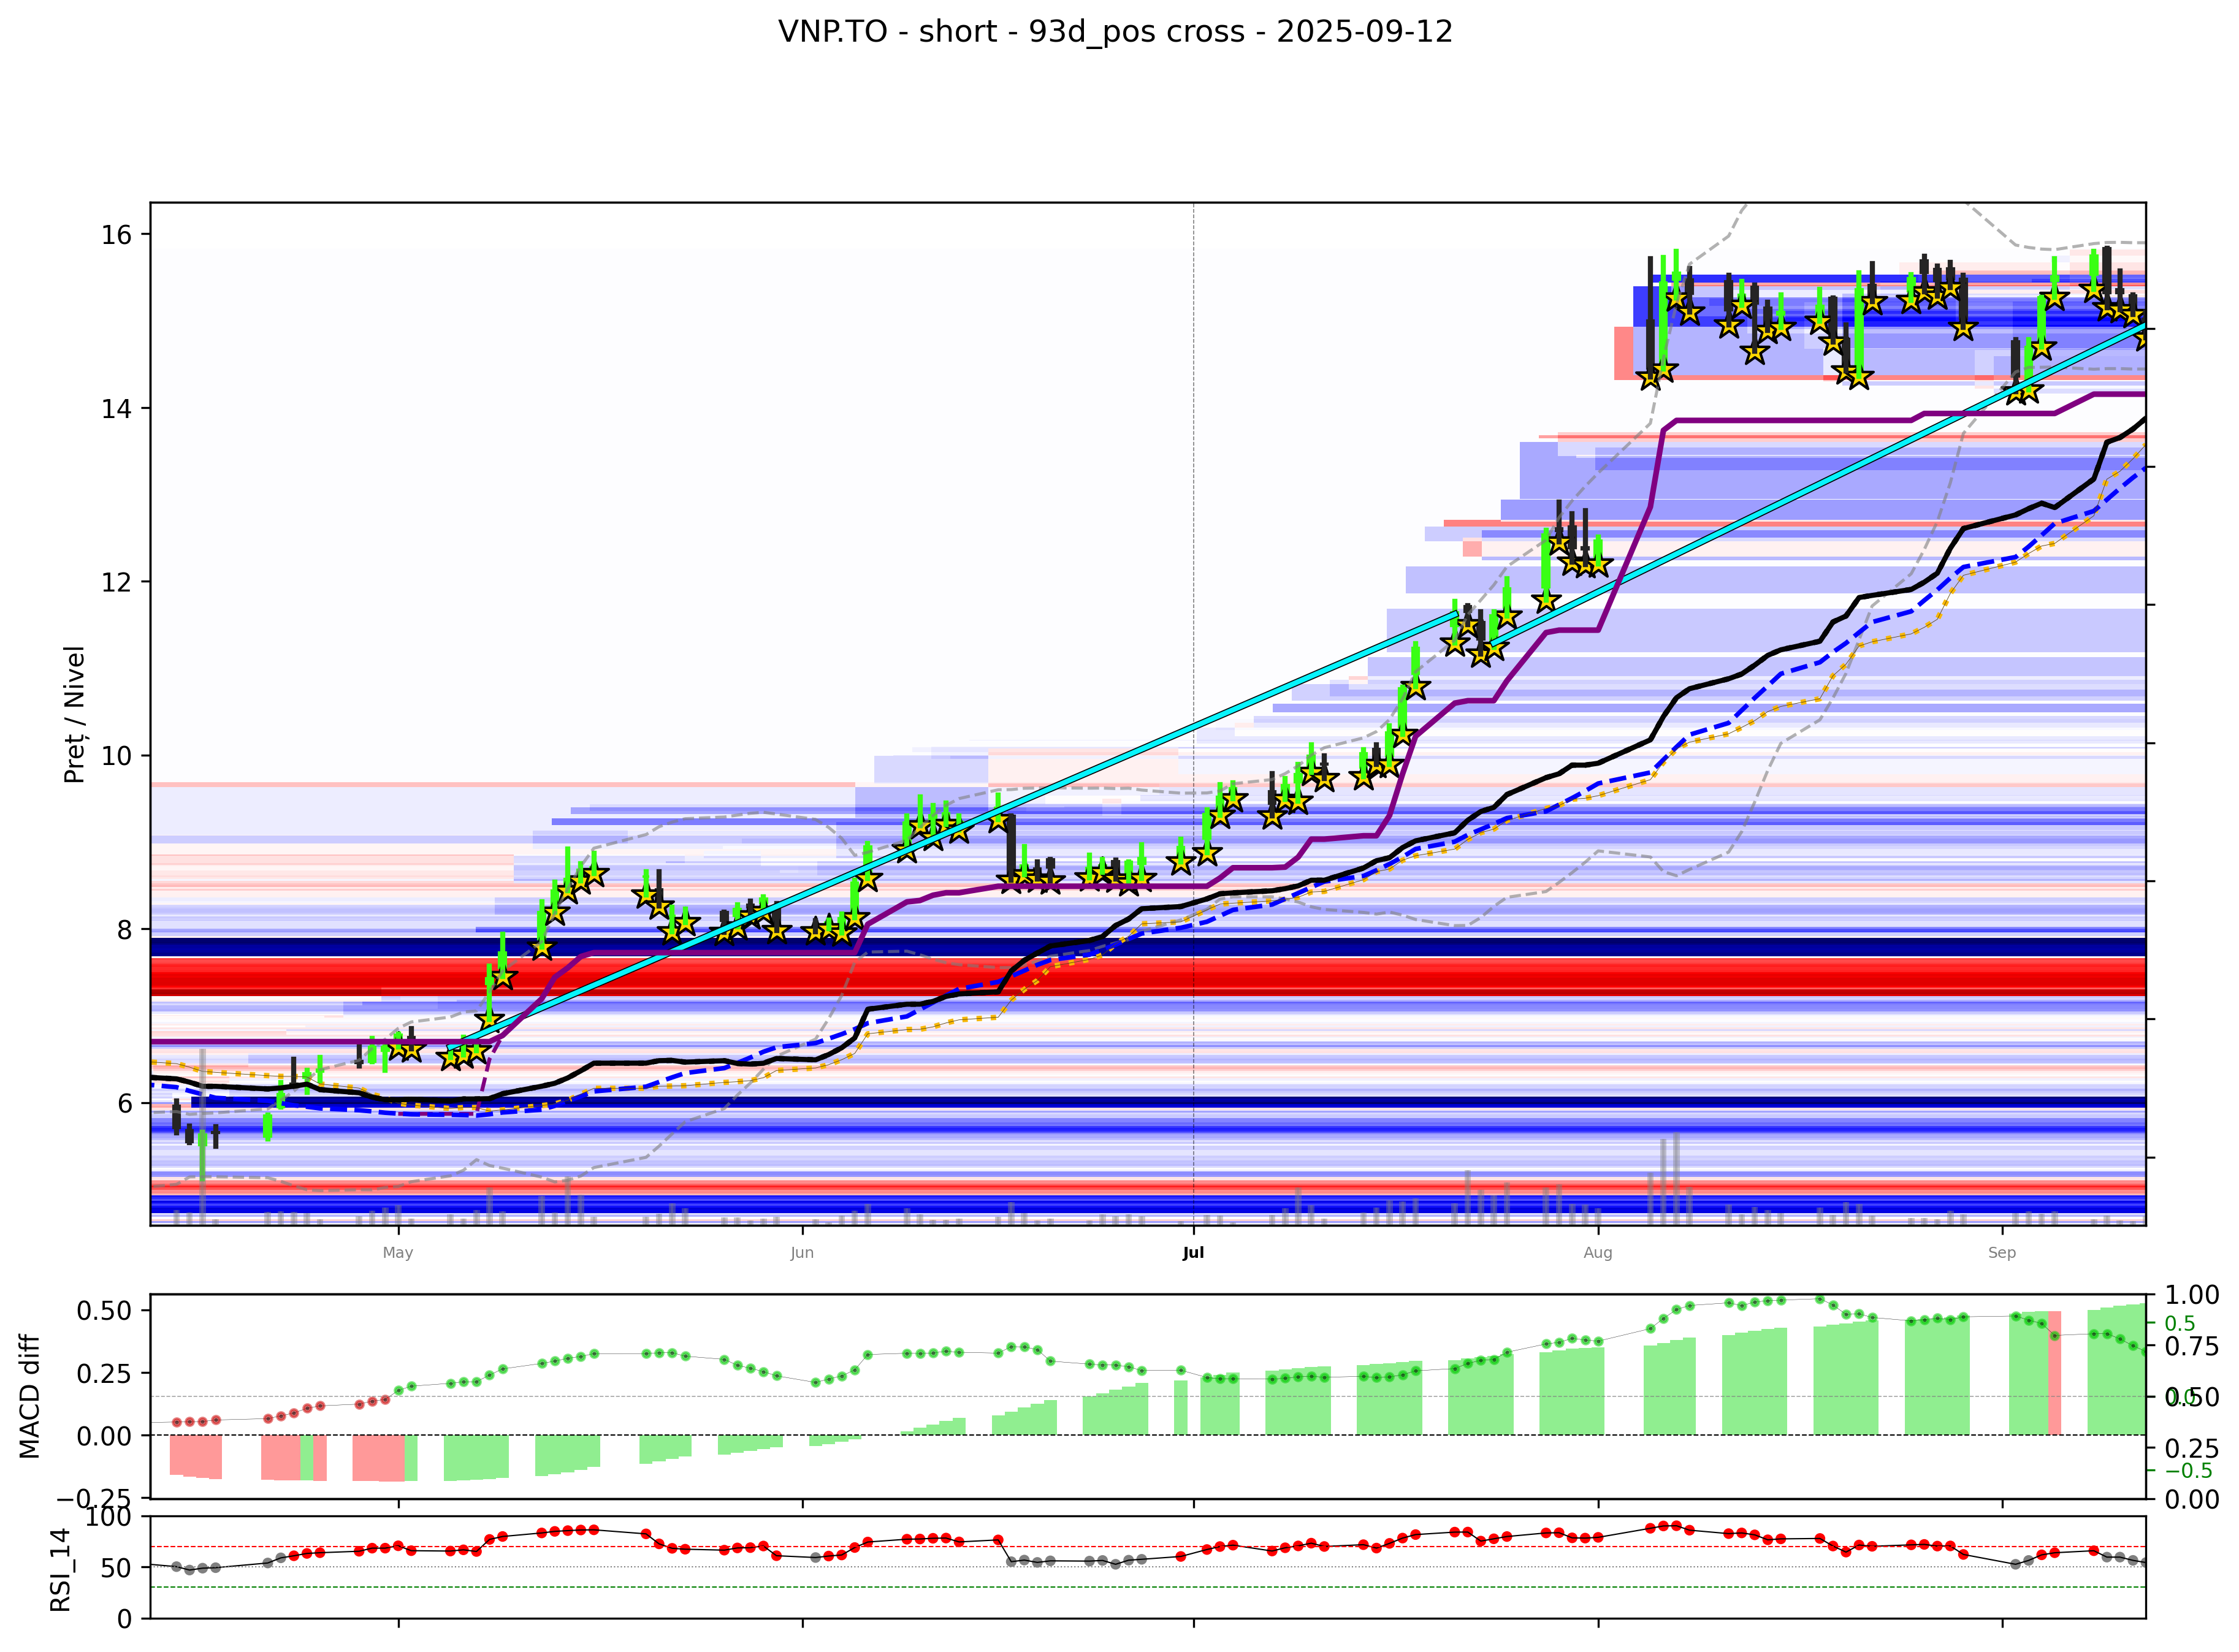 VNP.TO - short - 93d_pos cross - 2025-09-12
Preț / Nivel
16
14
12
10
8
6
May
Jun
Jul
Aug
Sep
MACD diff
0.50
0.25
0.00
−0.25
1.00
0.75
0.50
0.25
0.00
0.5
0.0
−0.5
RSI_14
100
50
0